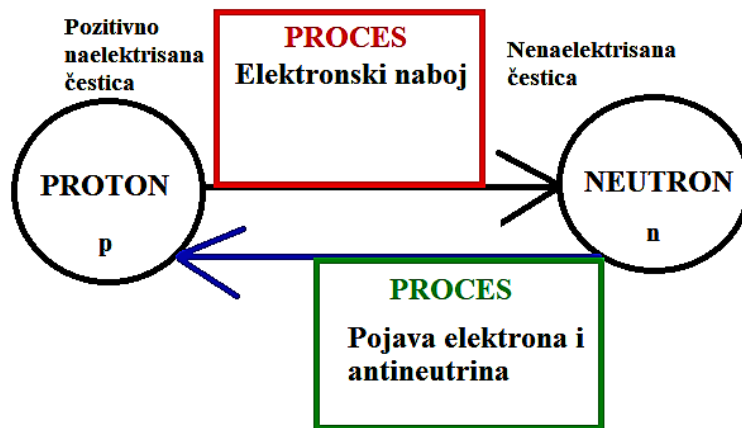 Pozitivno
naelektrisana
čestica
PROCES
Elektronski naboj
Nenaelektrisana
čestica
PROTON
p
NEUTRON
n
PROCES
Pojava elektrona i
antineutrina